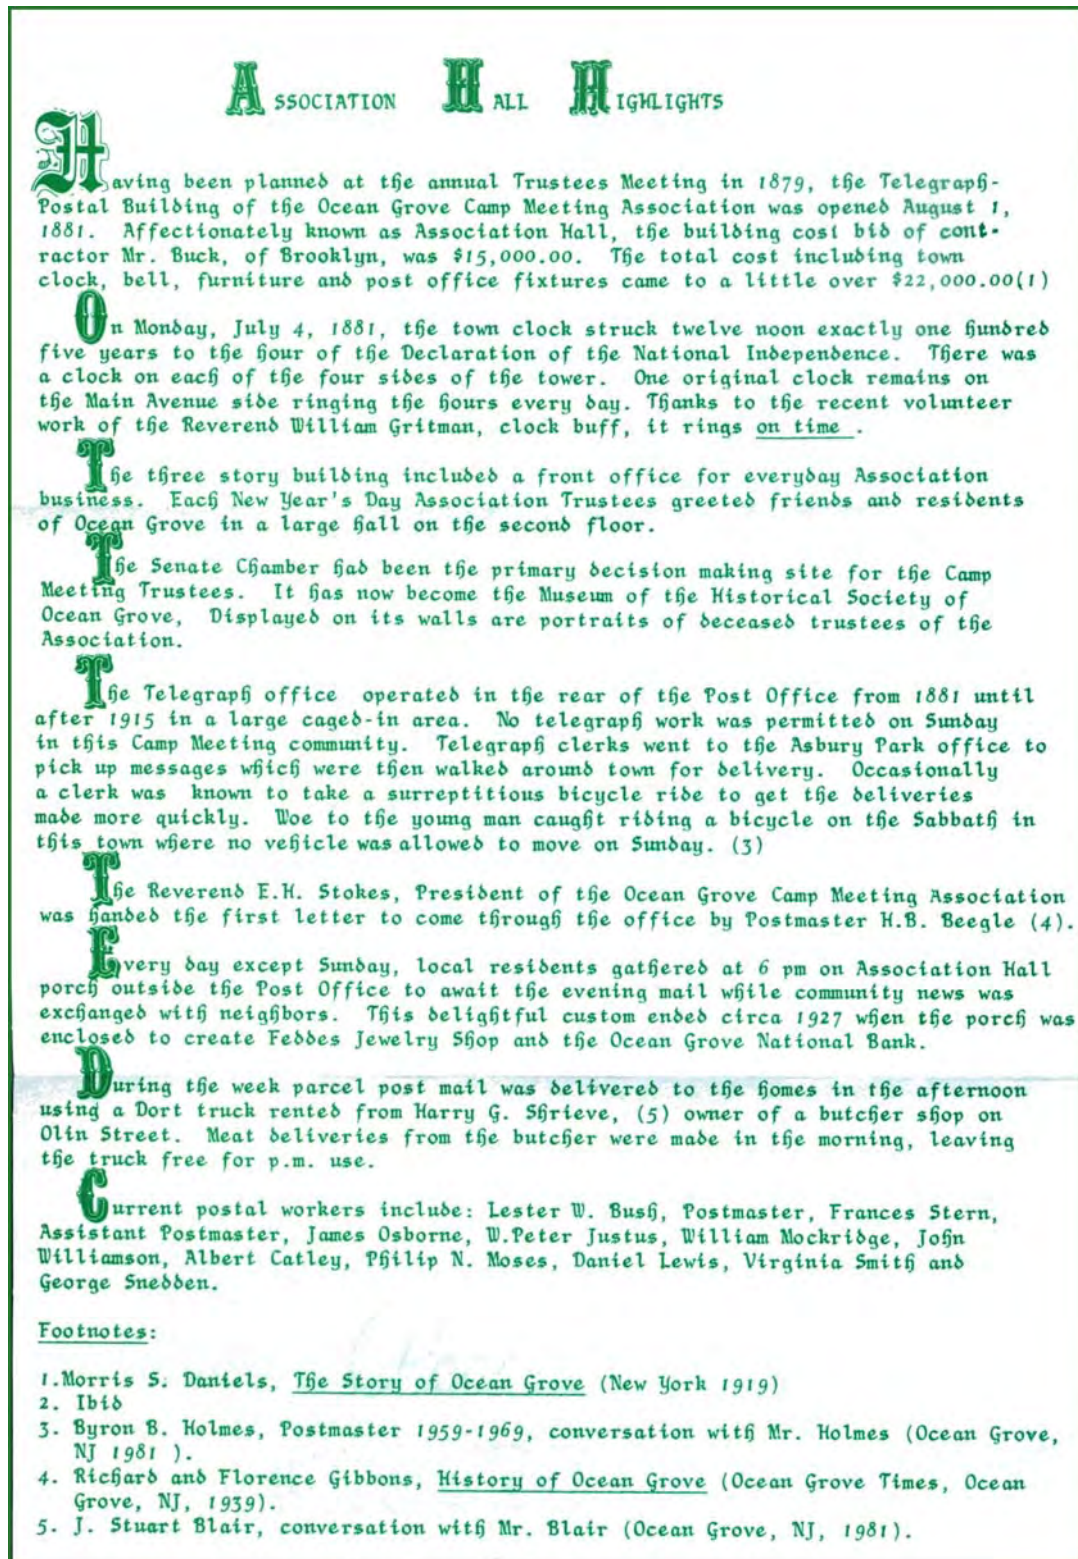 ASSOCIATION HALL HIGHLIGHTS
Having been planned at the annual Trustees Meeting in 1879, the Telegraph-
Postal Building of the Ocean Grove Camp Meeting Association was opened August 1,
1881. Affectionately known as Association Hall, the building cost bid of cont-
ractor Mr. Buck, of Brooklyn, was $15,000.00. The total cost including town
clock, bell, furniture and post office fixtures came to a little over $22,000.00(1)
On Monday, July 4, 1881, the town clock struck twelve noon exactly one hundred
five years to the hour of the Declaration of the National Independence. There was
a clock on each of the four sides of the tower. One original clock remains on
the Main Avenue side ringing the hours every day. Thanks to the recent volunteer
work of the Reverend William Gritman, clock buff, it rings on time .
The three story building included a front office for everyday Association
business. Each New Year's Day Association Trustees greeted friends and residents
of Ocean Grove in a large hall on the second floor.
The Senate Chamber had been the primary decision making site for the Camp
Meeting Trustees. It has now become the Museum of the Historical Society of
Ocean Grove, Displayed on its walls are portraits of deceased trustees of the
Association.
The Telegraph office operated in the rear of the Post Office from 1881 until
after 1915 in a large caged-in area. No telegraph work was permitted on Sunday
in this Camp Meeting community. Telegraph clerks went to the Asbury Park office to
pick up messages which were then walked around town for delivery. Occasionally
a clerk was known to take a surreptitious bicycle ride to get the deliveries
made more quickly. Woe to the young man caught riding a bicycle on the Sabbath in
this town where no vehicle was allowed to move on Sunday. (3)
The Reverend E.H. Stokes, President of the Ocean Grove Camp Meeting Association
was handed the first letter to come through the office by Postmaster H.B. Beegle (4).
Every day except Sunday, local residents gathered at 6 pm on Association Hall
porch outside the Post Office to await the evening mail while community news was
exchanged with neighbors. This delightful custom ended circa 1927 when the porch was
enclosed to create Feddes Jewelry Shop and the Ocean Grove National Bank.
During the week parcel post mail was delivered to the homes in the afternoon
using a Dort truck rented from Harry G. Shrieve, (5) owner of a butcher shop on
Olin Street. Meat deliveries from the butcher were made in the morning, leaving
the truck free for p.m. use.
Current postal workers include: Lester W. Bush, Postmaster, Frances Stern,
Assistant Postmaster, James Osborne, W.Peter Justus, William Mockridge, John
Williamson, Albert Catley, Philip N. Moses, Daniel Lewis, Virginia Smith and
George Snedden.
Footnotes:
1.Morris S. Daniels, The Story of Ocean Grove (New York 1919)
2. Ibid
3. Byron B. Holmes, Postmaster 1959-1969, conversation with Mr. Holmes (Ocean Grove,
NJ 1981 ).
4. Richard and Florence Gibbons, History of Ocean Grove (Ocean Grove Times, Ocean
Grove, NJ, 1939).
5. J. Stuart Blair, conversation with Mr. Blair (Ocean Grove, NJ, 1981).